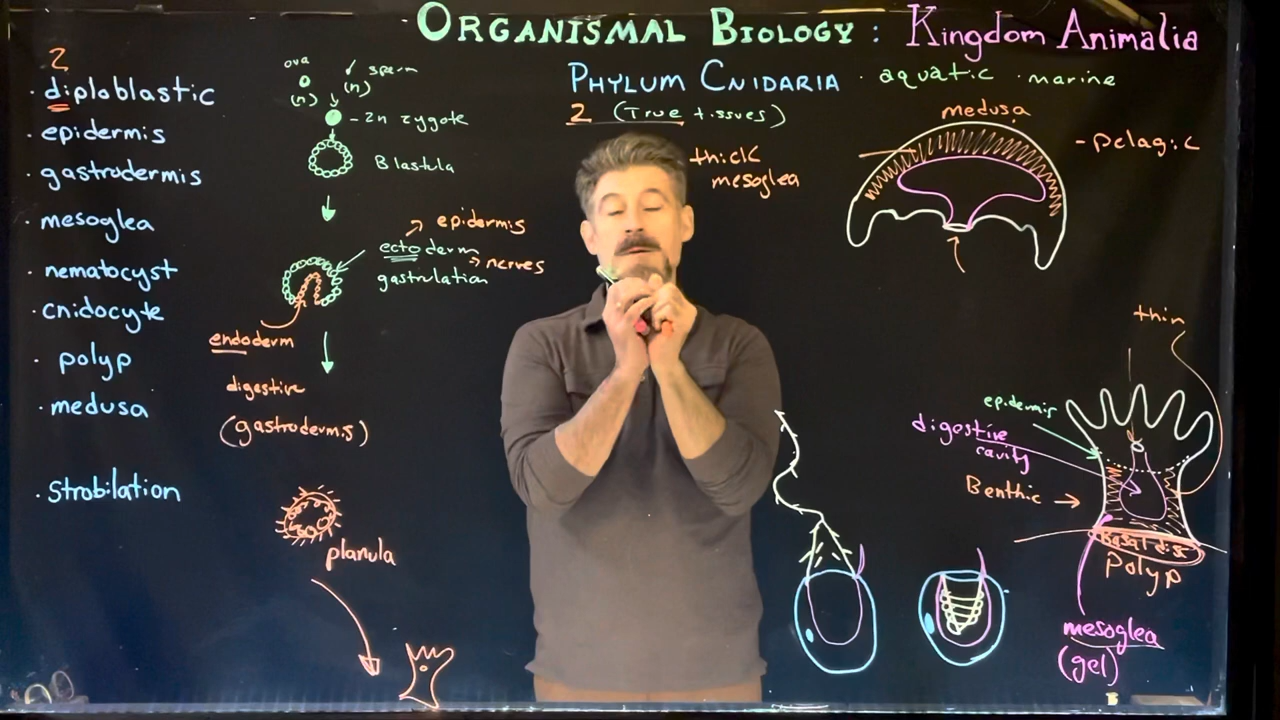 ORGANISMAL BIOLOGY : Kingdom Animalia
PHYLUM CNIDARIA · aquatic · marine
2 (True tissues)
2
· diploblastic
· epidermis
· gastrodermis
· mesoglea
· nematocyst
· cnidocyte
· polyp
· medusa
· Strobilation
ova
sperm
(n)
(n)
- 2n zygote
Blastula
→ epidermis
ectoderm
→ nerves
gastrulation
endoderm
digestive
(gastrodermis)
planula
thick
mesoglea
medusa
- pelagic
thin
epidermis
digestive
cavity
Benthic →
Basal disc
Polyp
mesoglea
(gel)
B